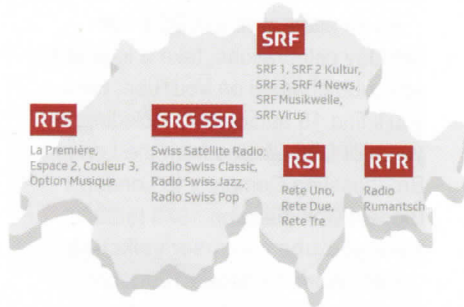 SRF
SRF 1, SRF 2 Kultur,
SRF 3, SRF 4 News,
SRF Musikwelle,
SRF Virus
RTS
La Première,
Espace 2, Couleur 3,
Option Musique
SRG SSR
Swiss Satellite Radio:
Radio Swiss Classic,
Radio Swiss Jazz,
Radio Swiss Pop
RSI
Rete Uno,
Rete Due,
Rete Tre
RTR
Radio
Rumantsch